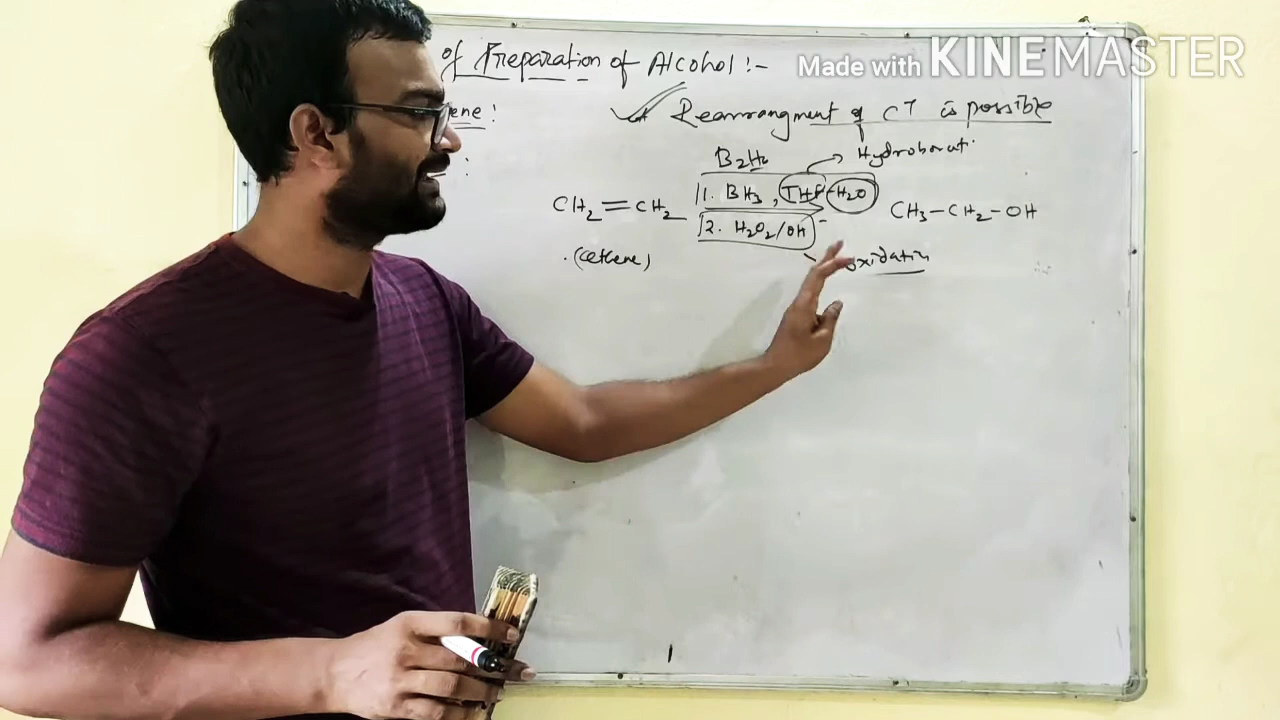 Made with KINEMASTER
of Preparation of Alcohol :-
ene :
Rearrangment of C+ is possible
:
B2H6
Hydroborati
1. BH3, THF-H2O
CH2=CH2
CH3-CH2-OH
2. H2O2/OH-
(ethene)
oxidation